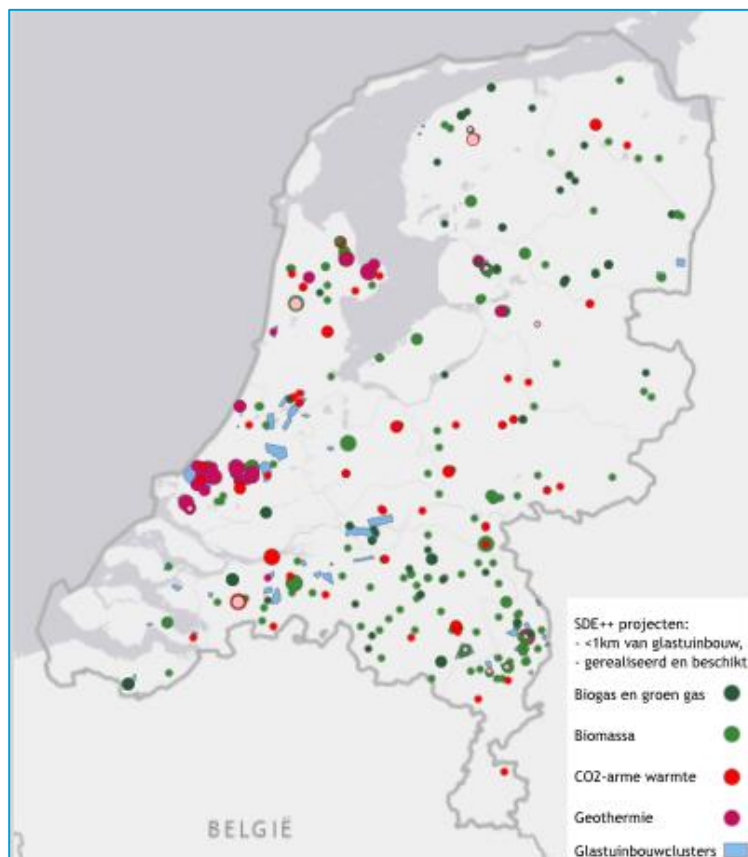 SDE++ projecten:
- <1km van glastuinbouw,
- gerealiseerd en beschikt
Biogas en groen gas
Biomassa
CO2-arme warmte
Geothermie
BELGIË
Glastuinbouwclusters